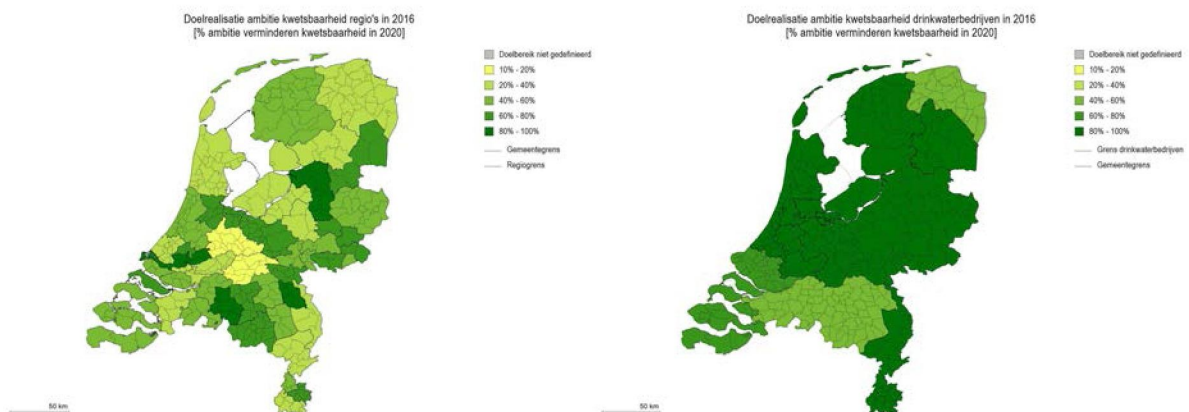 Doelrealisatie ambitie kwetsbaarheid regio's in 2016
[% ambitie verminderen kwetsbaarheid in 2020]
Doelbereik niet gedefinieerd
10% - 20%
20% - 40%
40% - 60%
60% - 80%
80% - 100%
Gemeentegrens
Regiogrens
50 km
Doelrealisatie ambitie kwetsbaarheid drinkwaterbedrijven in 2016
[% ambitie verminderen kwetsbaarheid in 2020]
Doelbereik niet gedefinieerd
10% - 20%
20% - 40%
40% - 60%
60% - 80%
80% - 100%
Grens drinkwaterbedrijven
Gemeentegrens
50 km